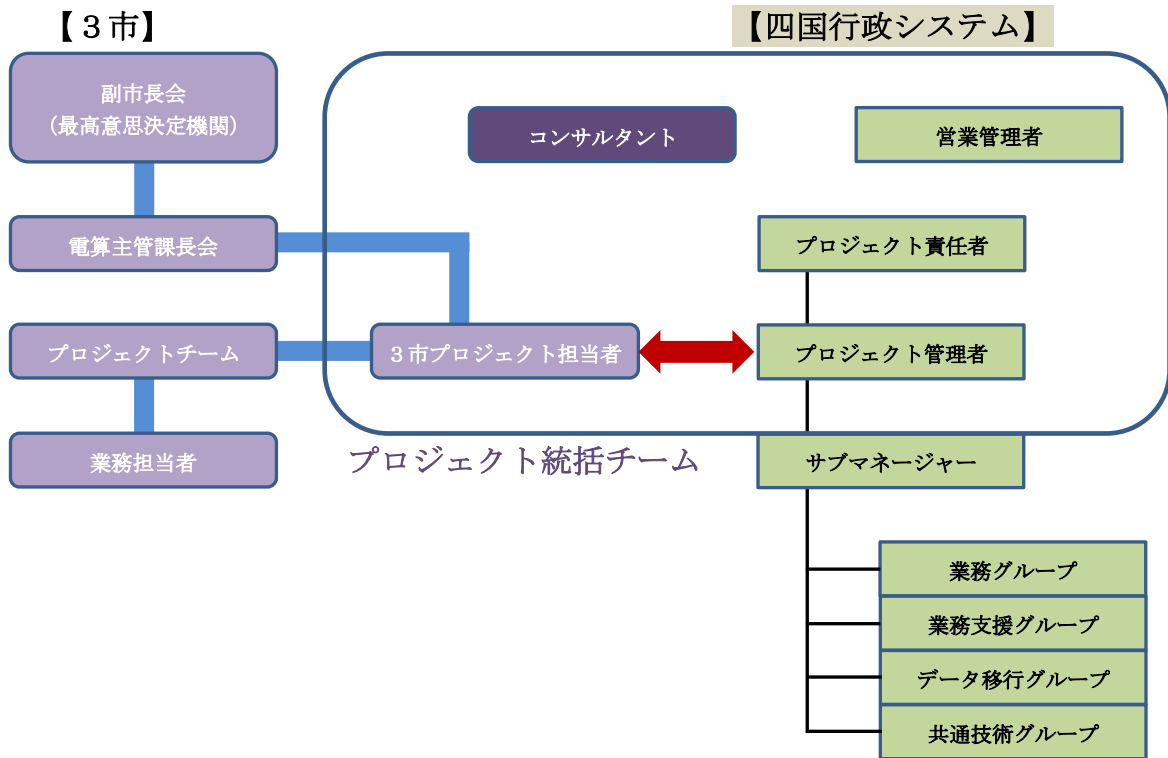 【３市】
【四国行政システム】
副市長会
（最高意思決定機関）
コンサルタント
営業管理者
電算主管課長会
プロジェクト責任者
プロジェクトチーム
３市プロジェクト担当者
プロジェクト管理者
業務担当者
プロジェクト統括チーム
サブマネージャー
業務グループ
業務支援グループ
データ移行グループ
共通技術グループ